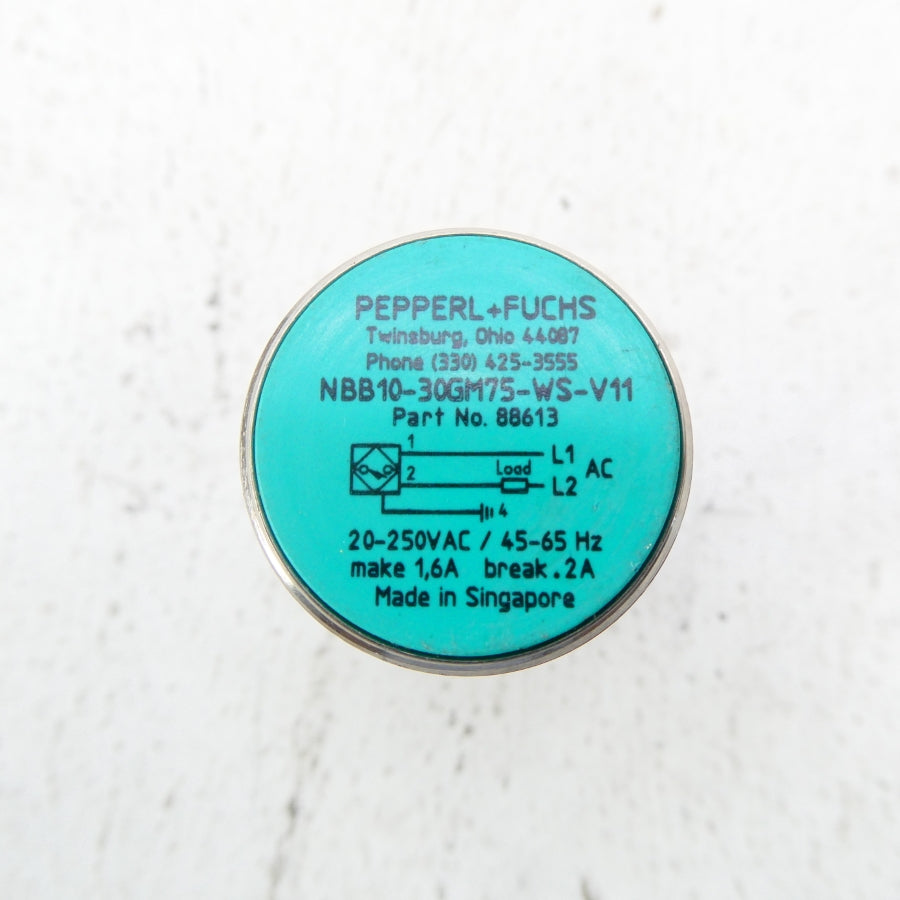 PEPPERL+FUCHS
Twinsburg, Ohio 44087
Phone (330) 425-3555
NBB10-30GM75-WS-V11
Part No. 88613
1 L1
2 Load L2 AC
4
20-250VAC / 45-65 Hz
make 1,6A break .2A
Made in Singapore